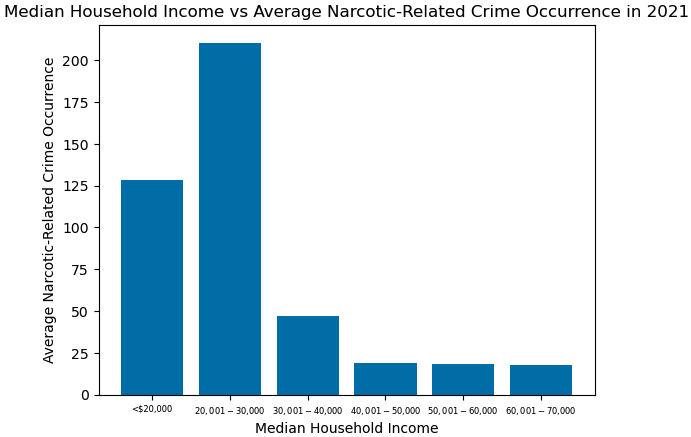 Median Household Income vs Average Narcotic-Related Crime Occurrence in 2021
Average Narcotic-Related Crime Occurrence
200
175
150
125
100
75
50
25
0
<$20,000
20,001 − 30,000
30,001 − 40,000
40,001 − 50,000
50,001 − 60,000
60,001 − 70,000
Median Household Income